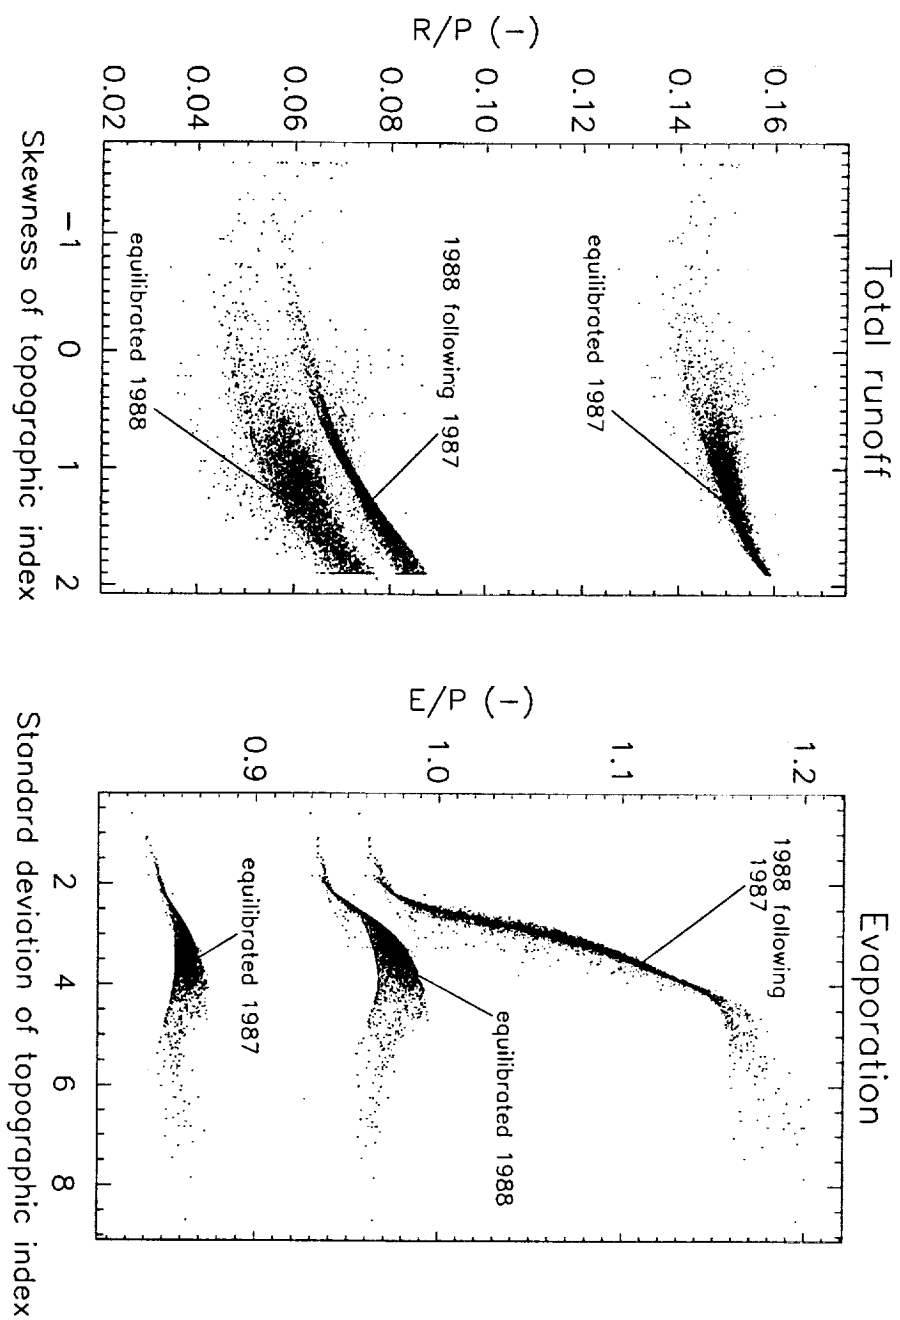 Total runoff
R/P (−)
0.16
0.14
0.12
0.10
0.08
0.06
0.04
0.02
equilibrated 1987
1988 following 1987
equilibrated 1988
−1
0
1
2
Skewness of topographic index
Evaporation
E/P (−)
1.2
1.1
1.0
0.9
1988 following
1987
equilibrated 1988
equilibrated 1987
2
4
6
8
Standard deviation of topographic index